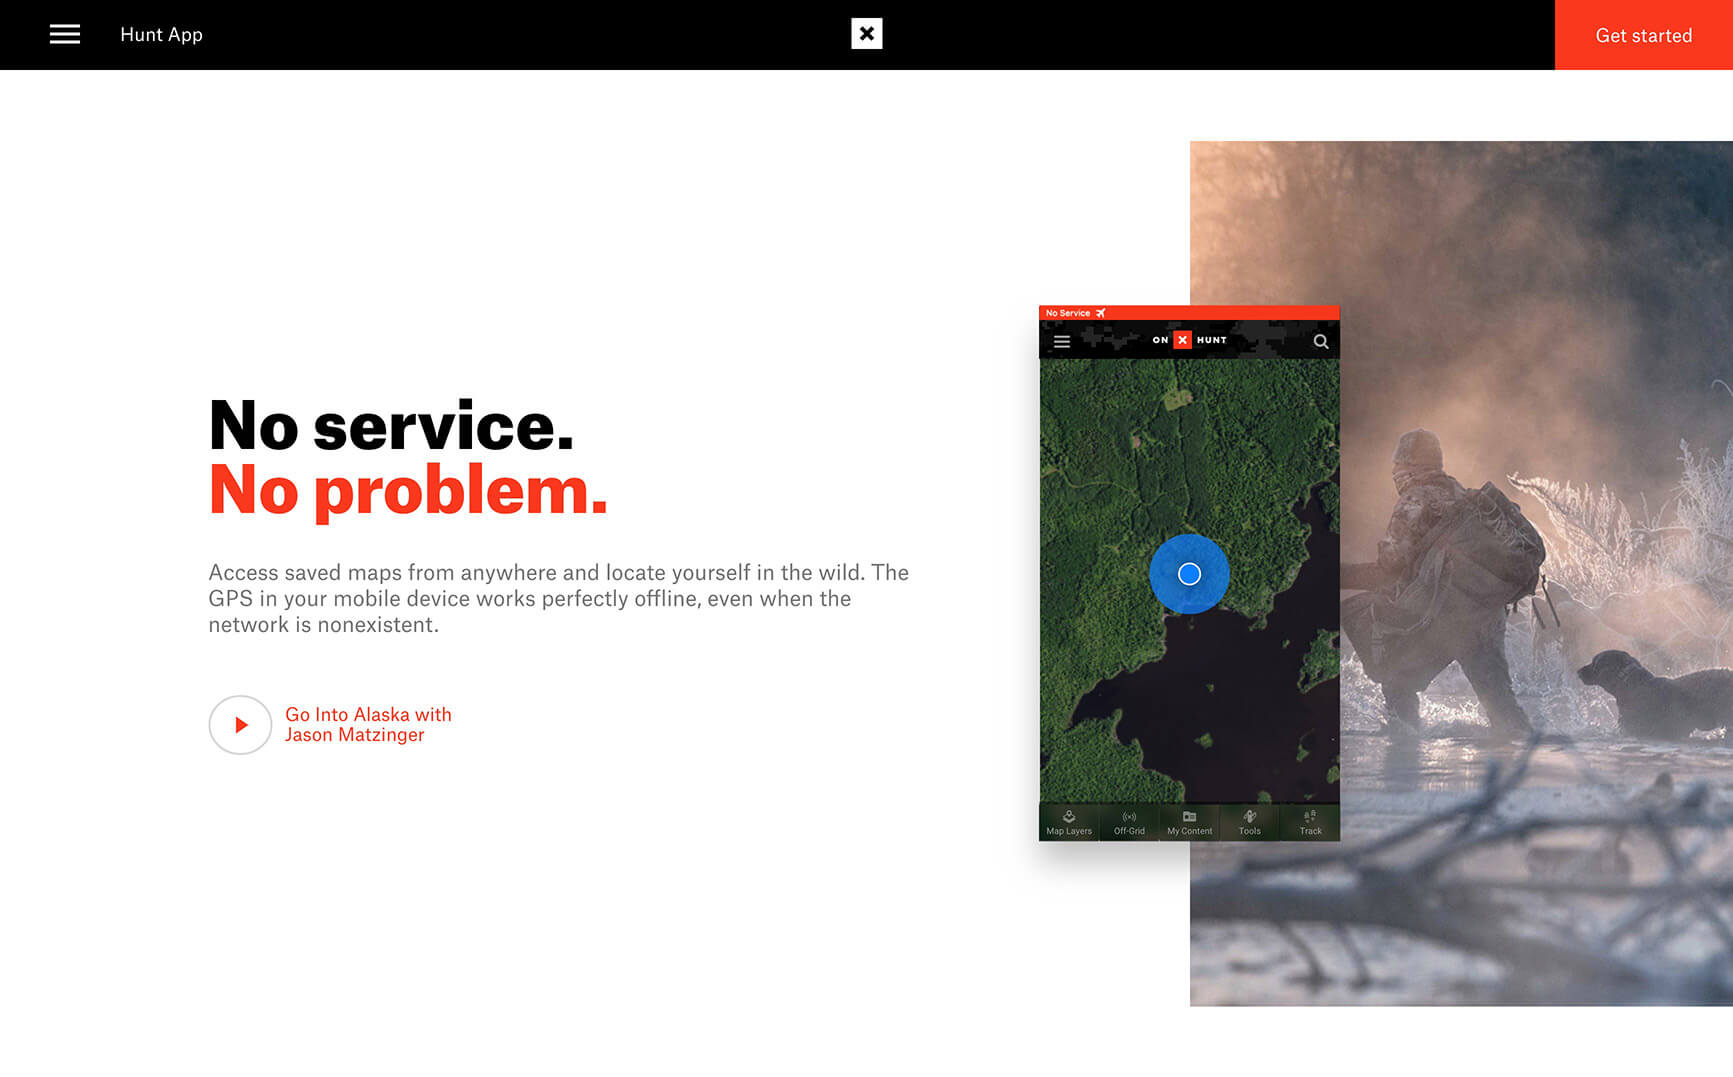 Hunt App
Get started
No service.
No problem.
Access saved maps from anywhere and locate yourself in the wild. The
GPS in your mobile device works perfectly offline, even when the
network is nonexistent.
Go Into Alaska with
Jason Matzinger
No Service
ON X HUNT
Map Layers
Off-Grid
My Content
Tools
Track